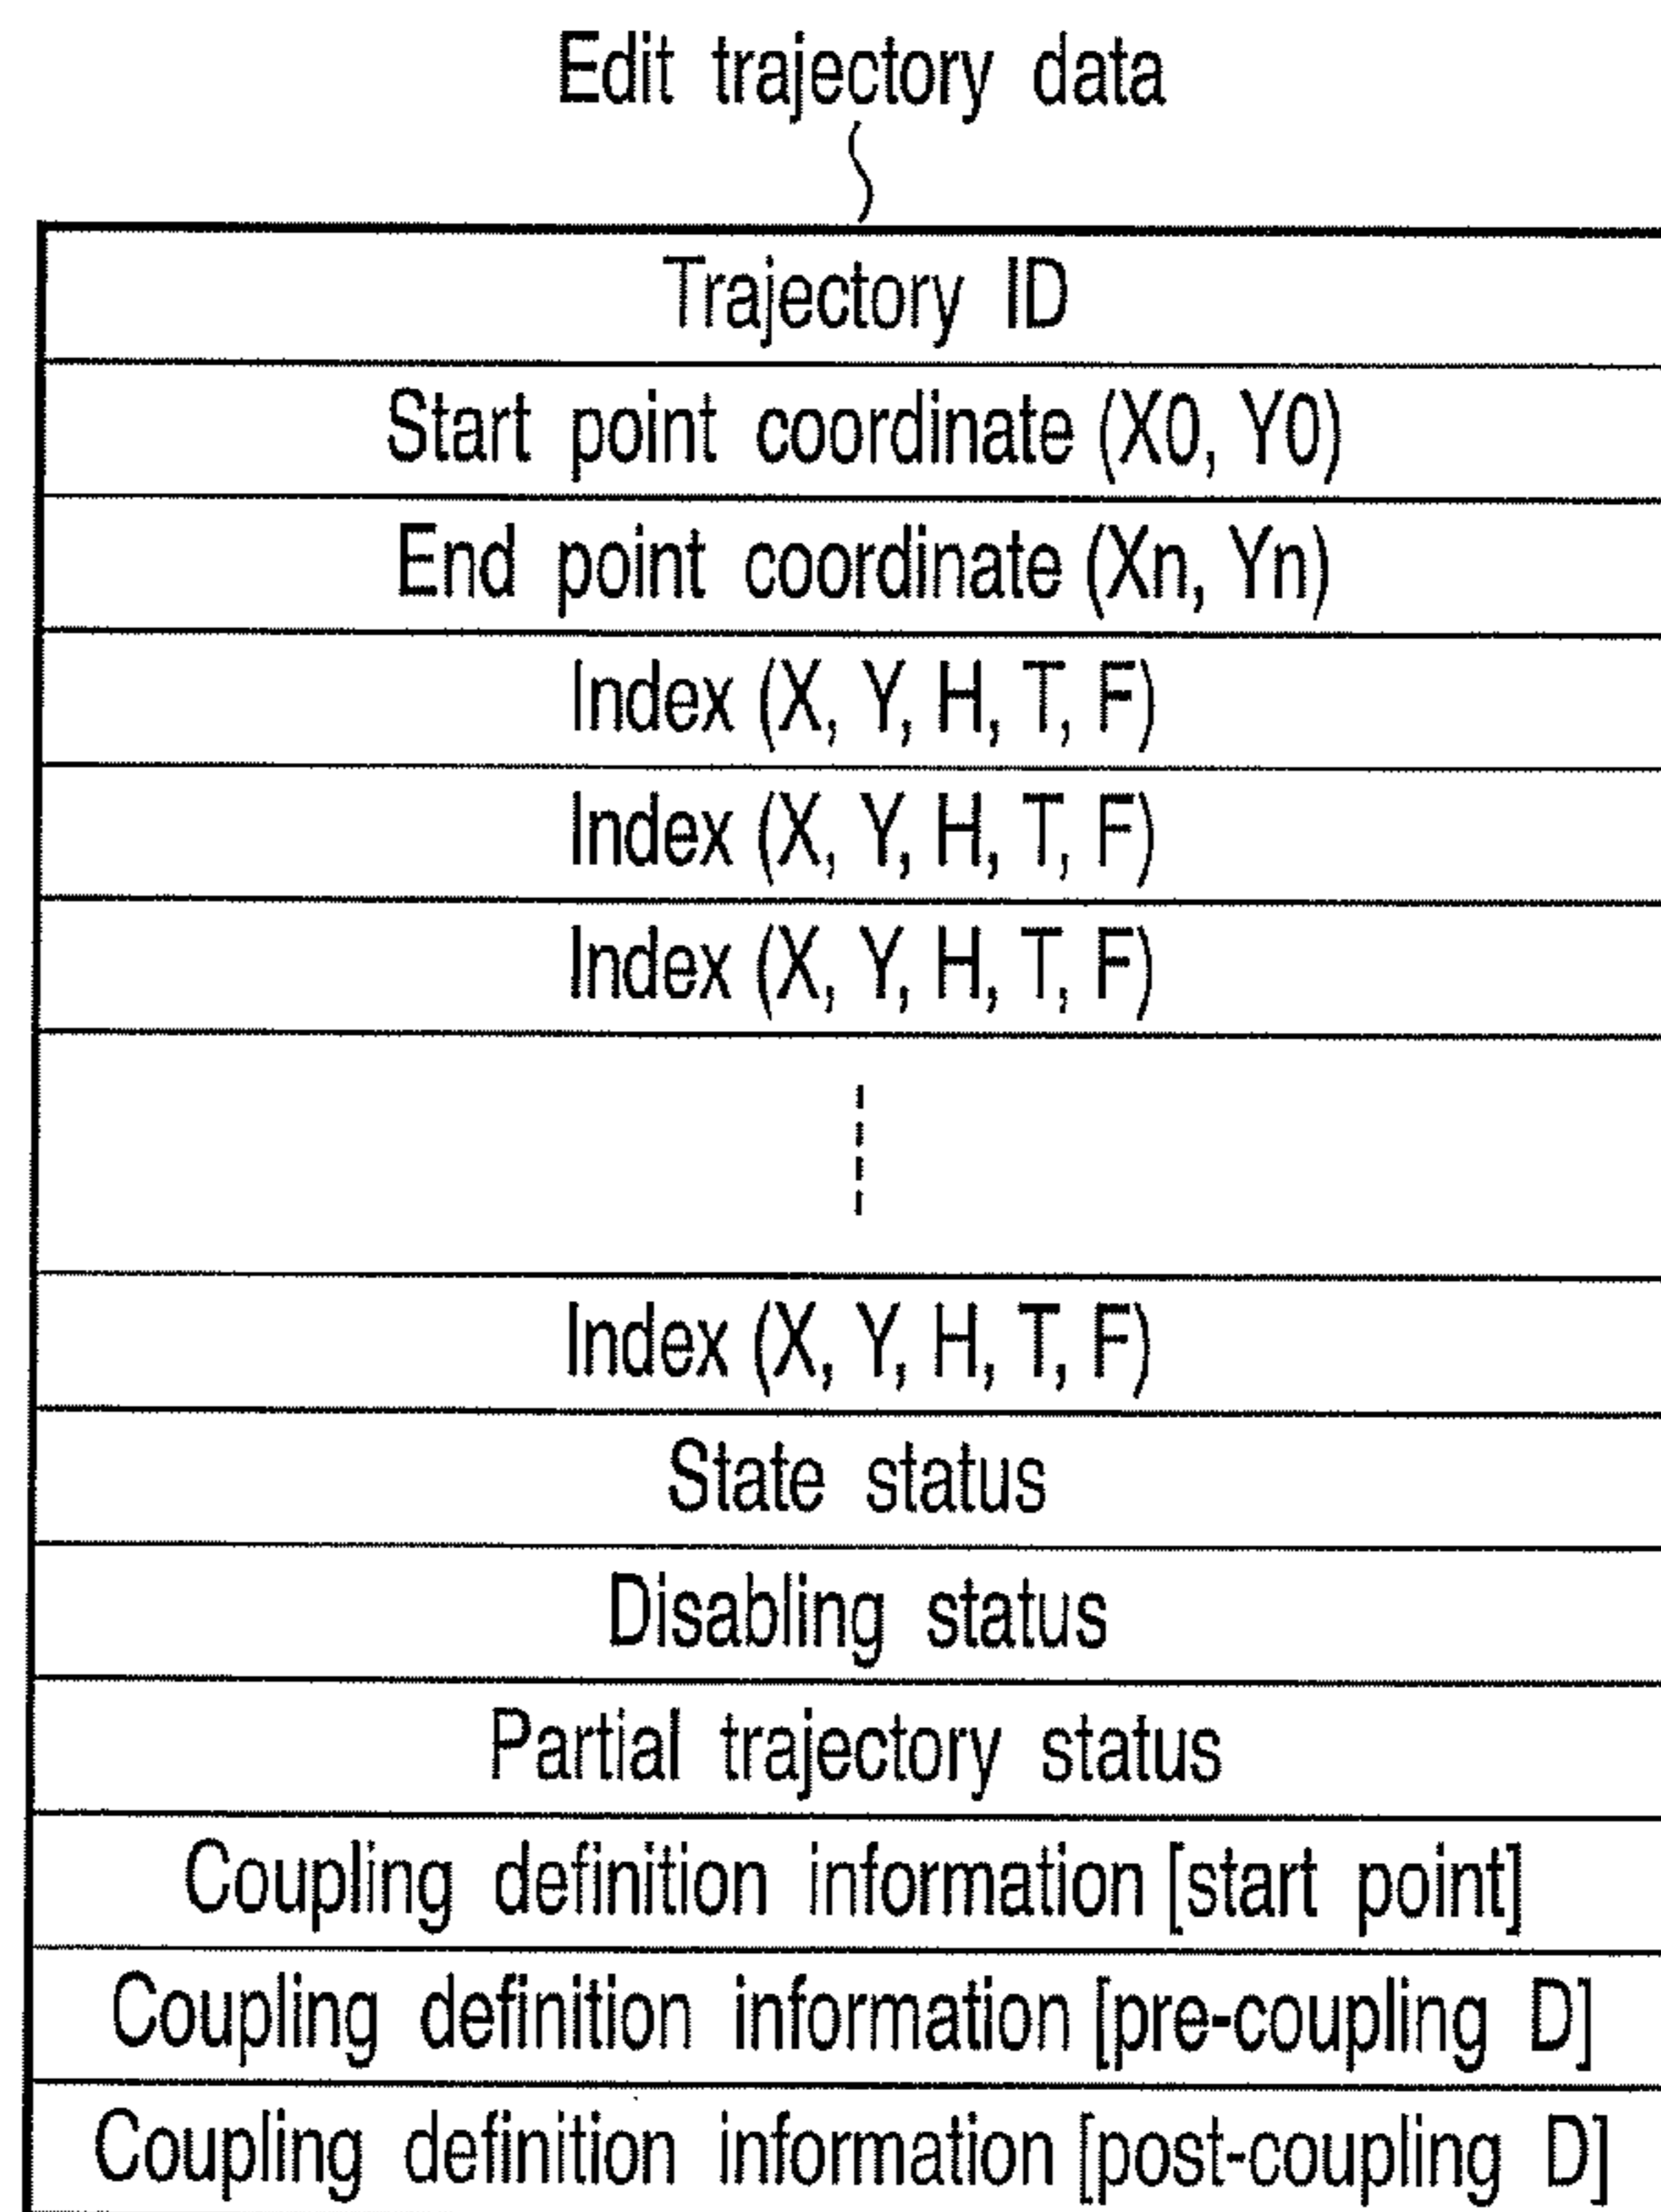 Edit trajectory data
Trajectory ID
Start point coordinate (X0, Y0)
End point coordinate (Xn, Yn)
Index (X, Y, H, T, F)
Index (X, Y, H, T, F)
Index (X, Y, H, T, F)
Index (X, Y, H, T, F)
State status
Disabling status
Partial trajectory status
Coupling definition information [start point]
Coupling definition information [pre-coupling D]
Coupling definition information [post-coupling D]